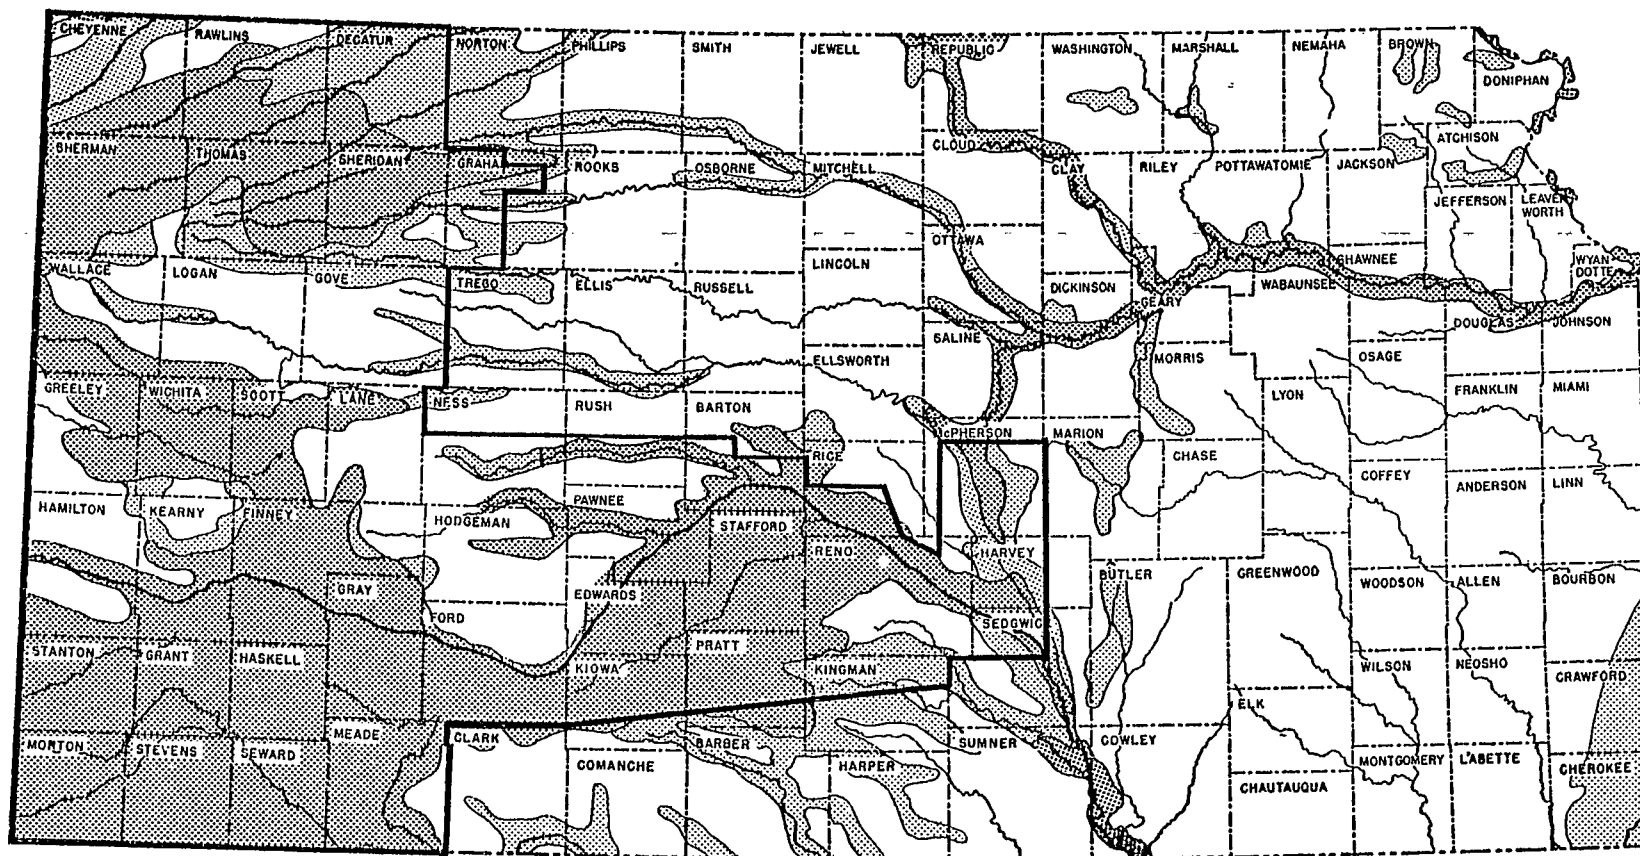 CHEYENNE
RAWLINS
DECATUR
NORTON
PHILLIPS
SMITH
JEWELL
REPUBLIC
WASHINGTON
MARSHALL
NEMAHA
BROWN
DONIPHAN
SHERMAN
THOMAS
SHERIDAN
GRAHA
ROOKS
OSBORNE
MITCHELL
CLOUD
CLAY
RILEY
POTTAWATOMIE
JACKSON
ATCHISON
JEFFERSON
LEAVEN
WORTH
WALLACE
LOGAN
GOVE
TREGO
ELLIS
RUSSELL
LINCOLN
OTTAWA
DICKINSON
GEARY
WABAUNSEE
SHAWNEE
WYAN
DOTTE
DOUGLAS
JOHNSON
GREELEY
WICHITA
SCOTT
LANE
NESS
RUSH
BARTON
ELLSWORTH
SALINE
MORRIS
OSAGE
FRANKLIN
MIAMI
LYON
McPHERSON
MARION
CHASE
RICE
COFFEY
ANDERSON
LINN
HAMILTON
KEARNY
FINNEY
HODGEMAN
PAWNEE
STAFFORD
RENO
HARVEY
BUTLER
GREENWOOD
WOODSON
ALLEN
BOURBON
GRAY
FORD
EDWARDS
SEDGWIC
STANTON
GRANT
HASKELL
KIOWA
PRATT
KINGMAN
WILSON
NEOSHO
CRAWFORD
ELK
MORTON
STEVENS
SEWARD
MEADE
CLARK
COMANCHE
BARBER
HARPER
SUMNER
COWLEY
CHAUTAUQUA
MONTGOMERY
LABETTE
CHEROKEE